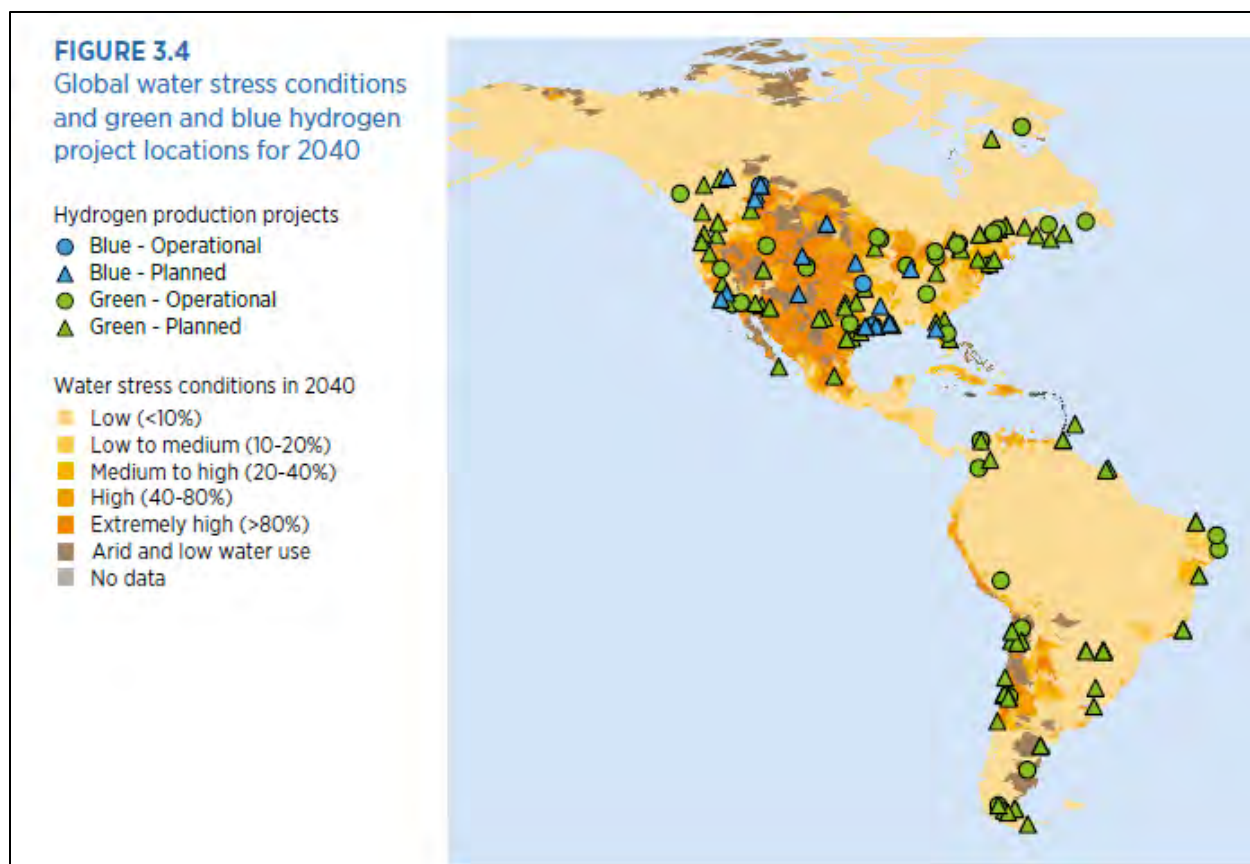 FIGURE 3.4
Global water stress conditions
and green and blue hydrogen
project locations for 2040
Hydrogen production projects
Blue - Operational
Blue - Planned
Green - Operational
Green - Planned
Water stress conditions in 2040
Low (<10%)
Low to medium (10-20%)
Medium to high (20-40%)
High (40-80%)
Extremely high (>80%)
Arid and low water use
No data